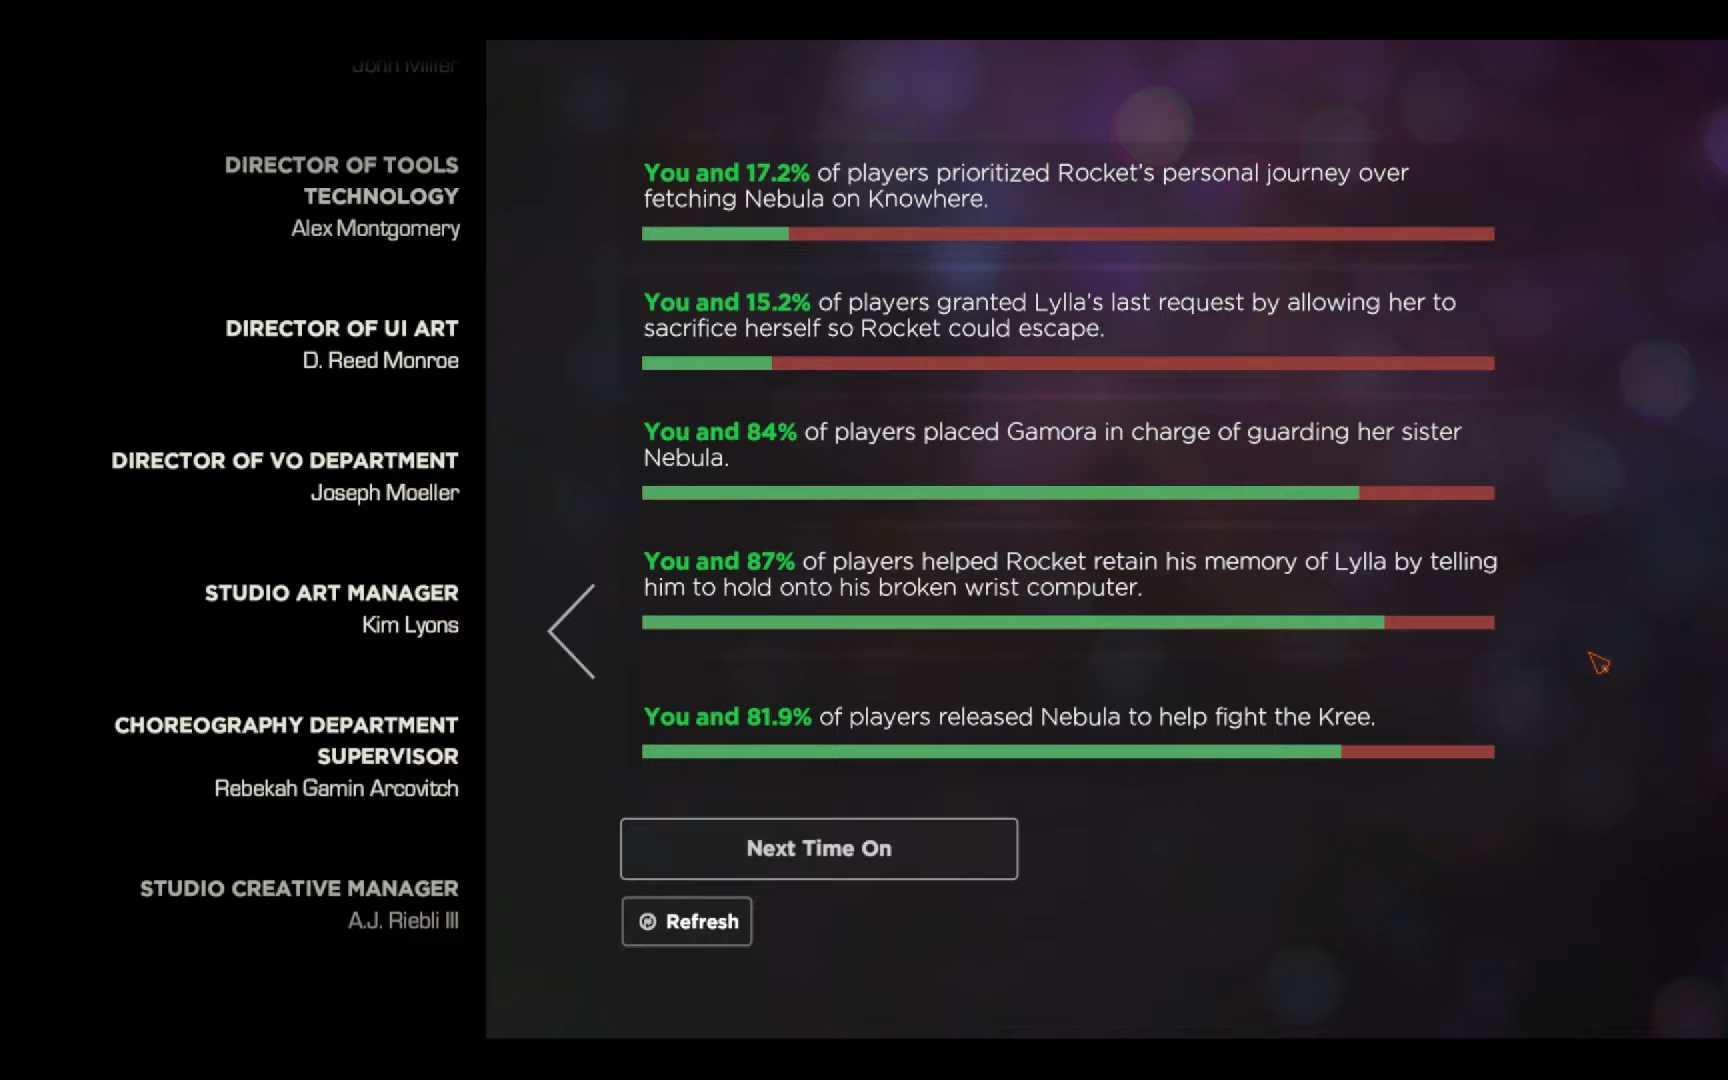 John Miller
DIRECTOR OF TOOLS
TECHNOLOGY
Alex Montgomery
DIRECTOR OF UI ART
D. Reed Monroe
DIRECTOR OF VO DEPARTMENT
Joseph Moeller
STUDIO ART MANAGER
Kim Lyons
CHOREOGRAPHY DEPARTMENT
SUPERVISOR
Rebekah Gamin Arcovitch
STUDIO CREATIVE MANAGER
A.J. Riebli III
You and 17.2% of players prioritized Rocket's personal journey over
fetching Nebula on Knowhere.
You and 15.2% of players granted Lylla's last request by allowing her to
sacrifice herself so Rocket could escape.
You and 84% of players placed Gamora in charge of guarding her sister
Nebula.
You and 87% of players helped Rocket retain his memory of Lylla by telling
him to hold onto his broken wrist computer.
You and 81.9% of players released Nebula to help fight the Kree.
Next Time On
Refresh